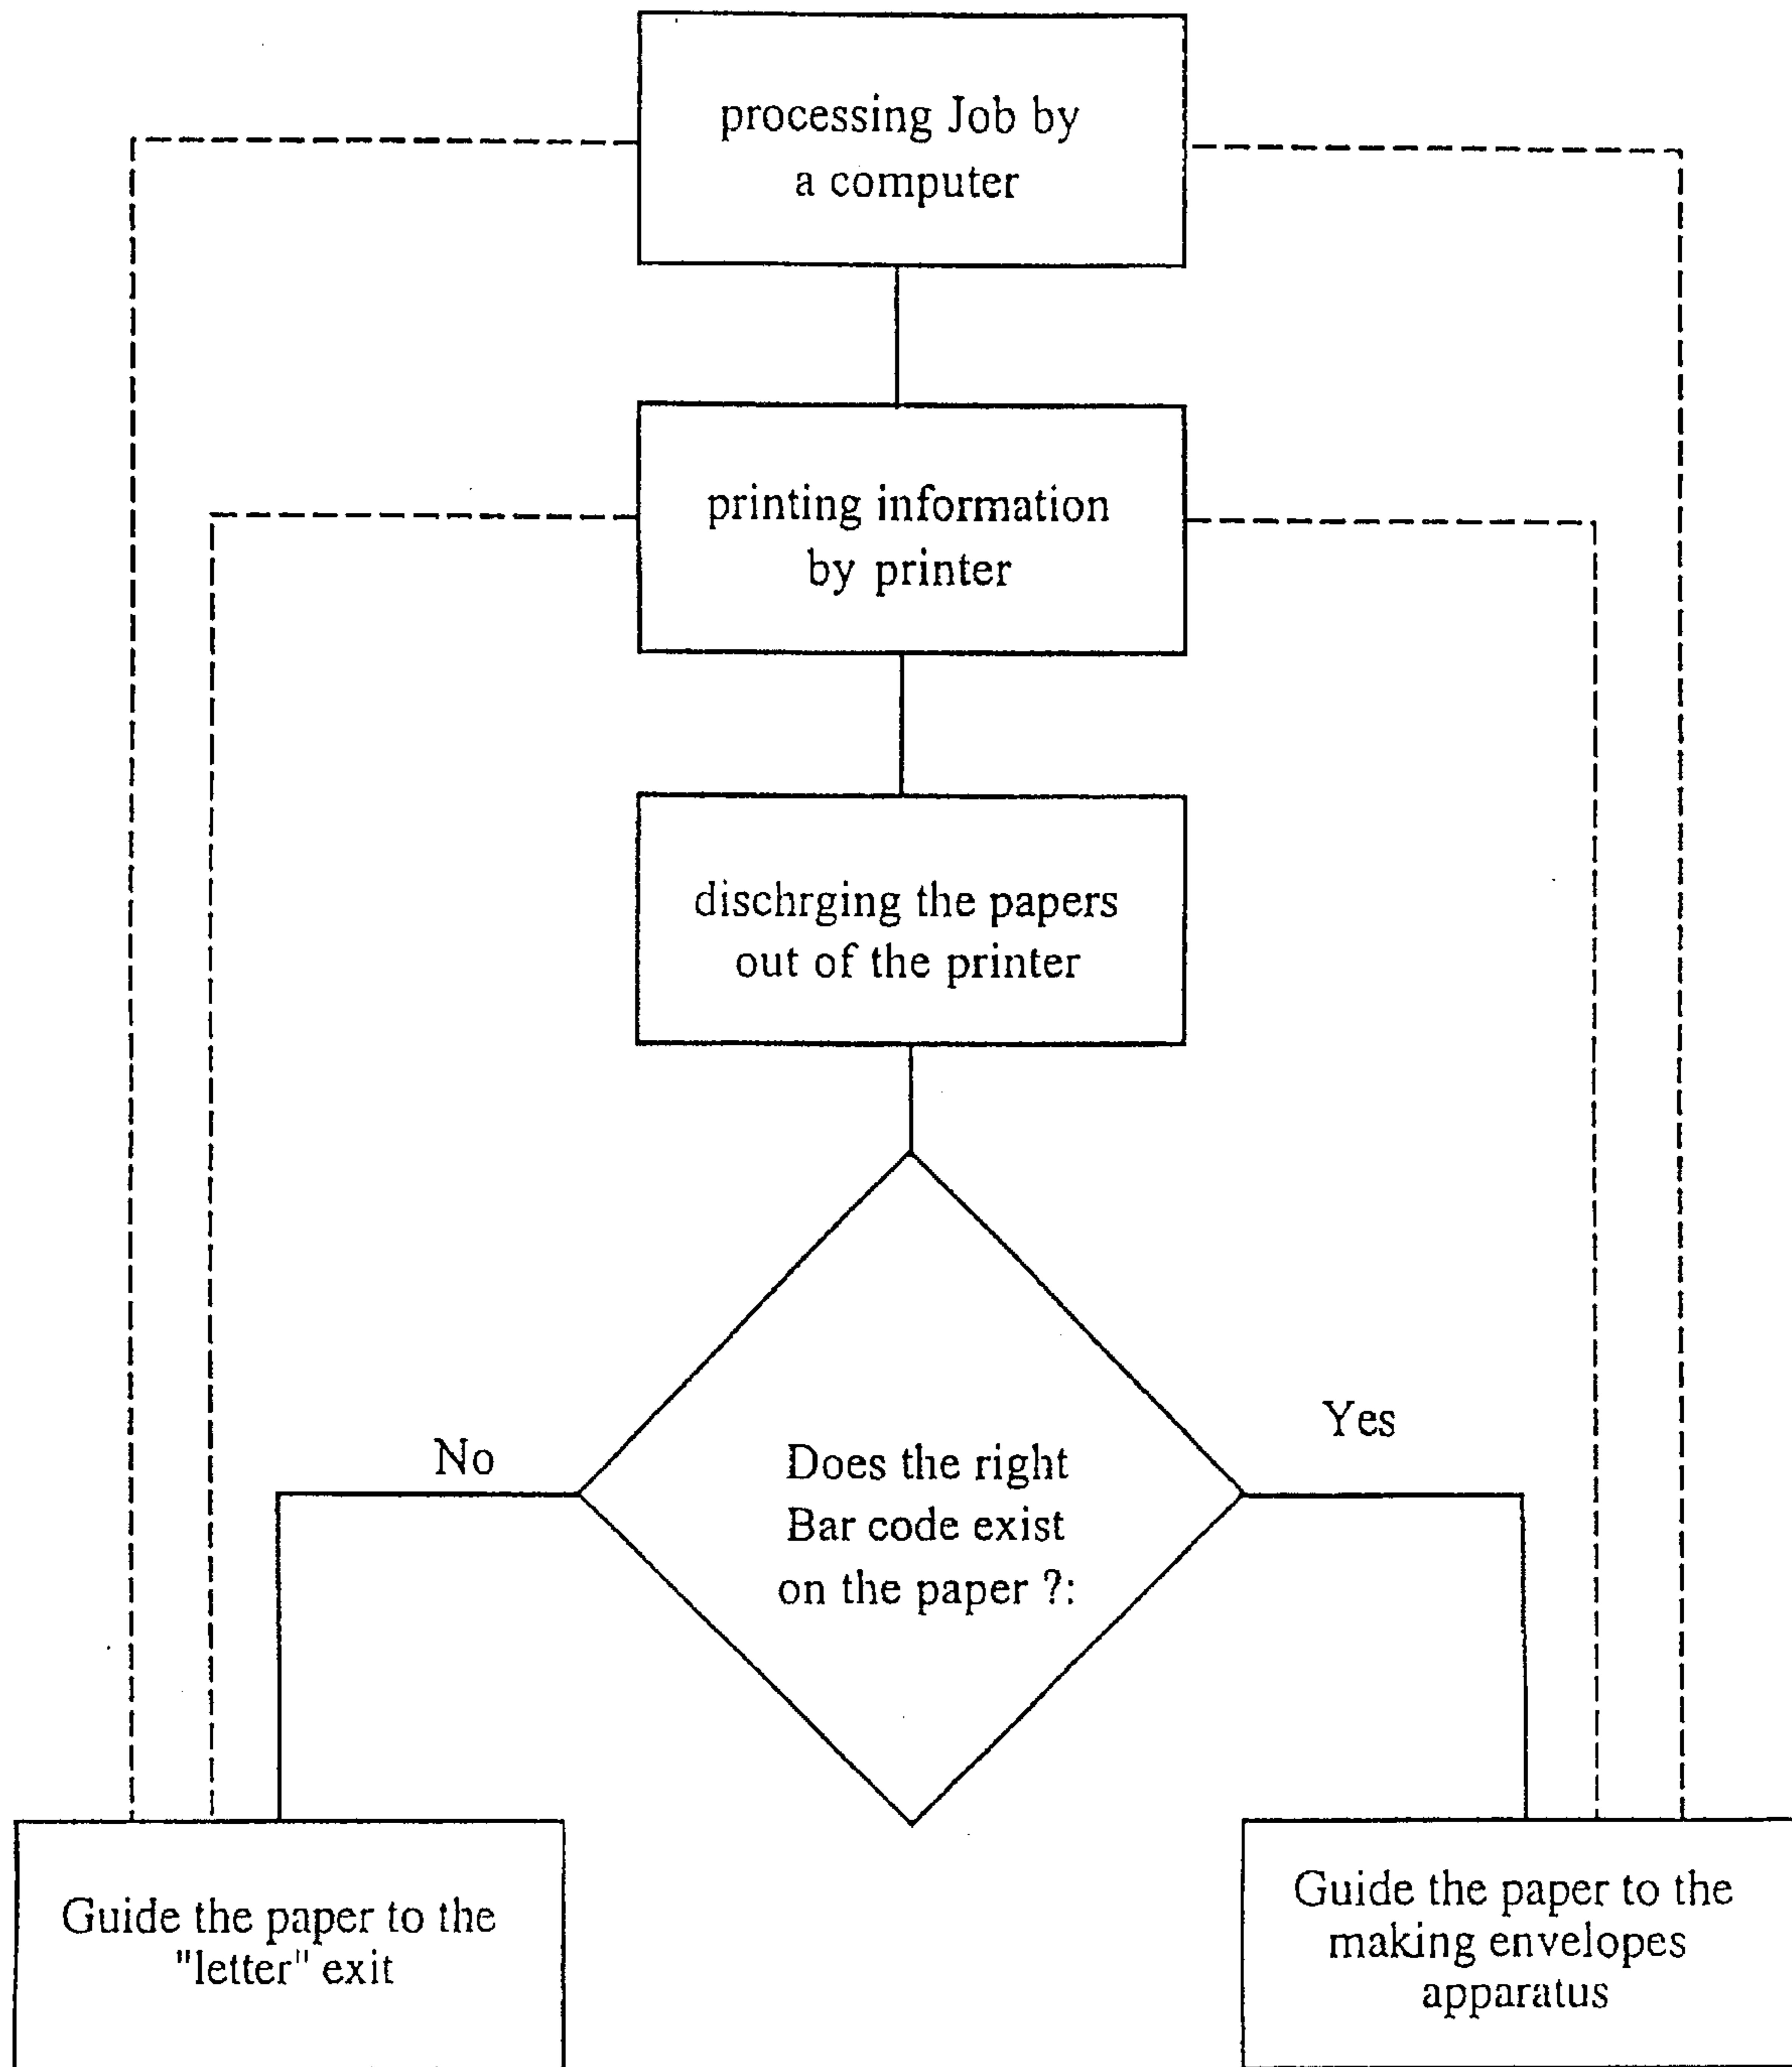 processing Job by
a computer
printing information
by printer
dischrging the papers
out of the printer
No
Yes
Does the right
Bar code exist
on the paper ?:
Guide the paper to the
"letter" exit
Guide the paper to the
making envelopes
apparatus